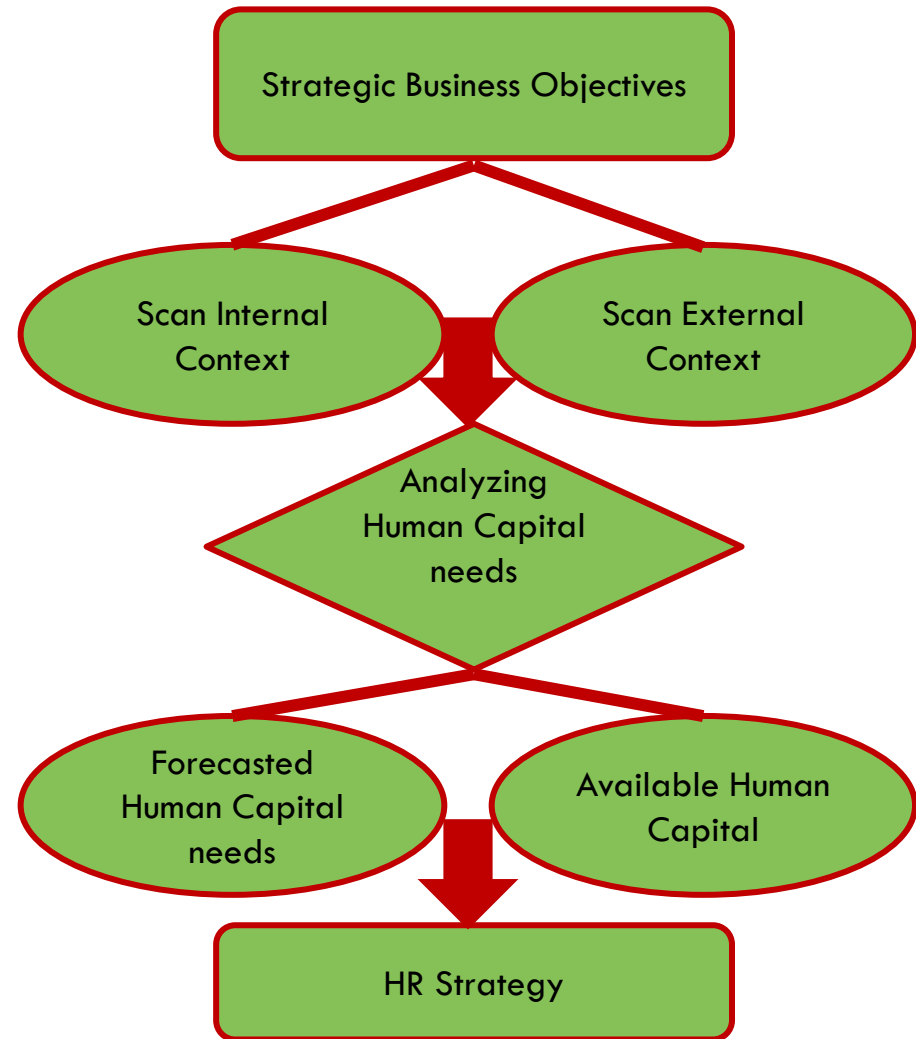 Strategic Business Objectives
Scan Internal
Context
Scan External
Context
Analyzing
Human Capital
needs
Forecasted
Human Capital
needs
Available Human
Capital
HR Strategy